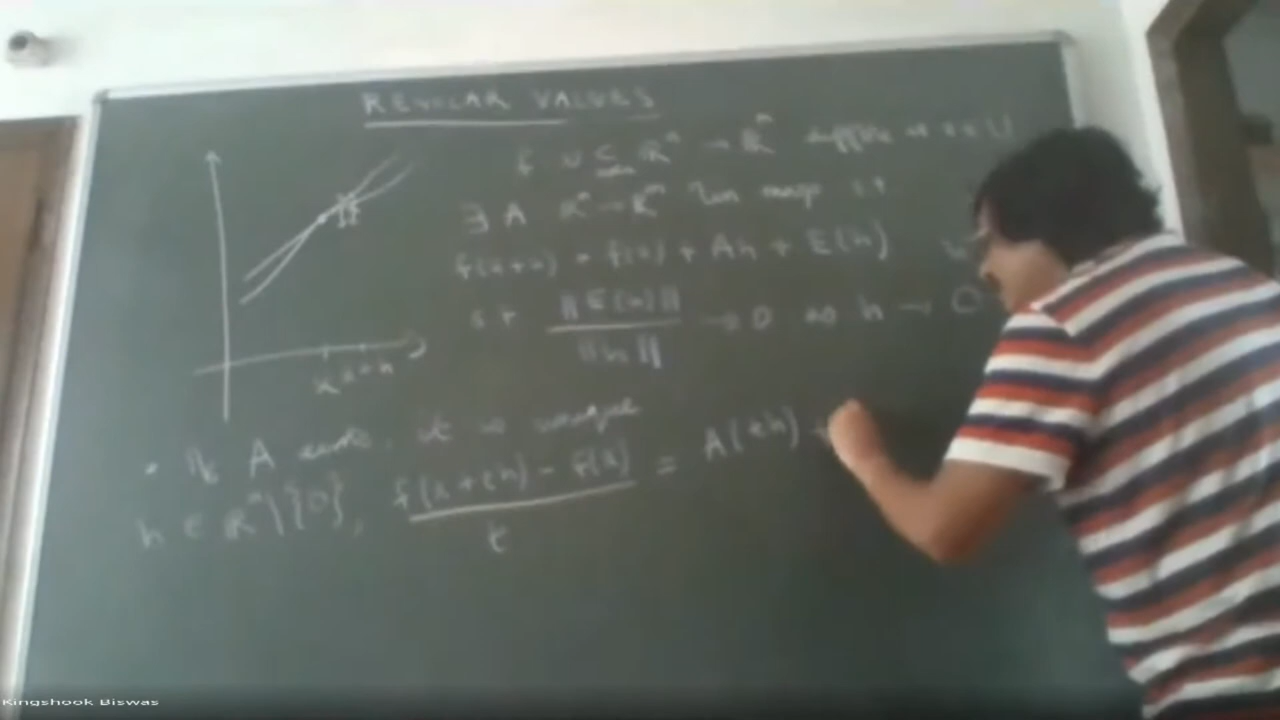 REGULAR VALUES
f U ⊆ ℝⁿ → ℝᵐ at x ∈ U
∃ A ℝⁿ → ℝᵐ lin map s.t
f(x+h) = f(x) + Ah + E(h)
s.t ||E(h)|| / ||h|| → 0 as h → 0
x x+h
• If A exists, it is unique
h ∈ ℝⁿ \ {0}, f(x+th) - f(x) / t = A(th) +
Kingshook Biswas